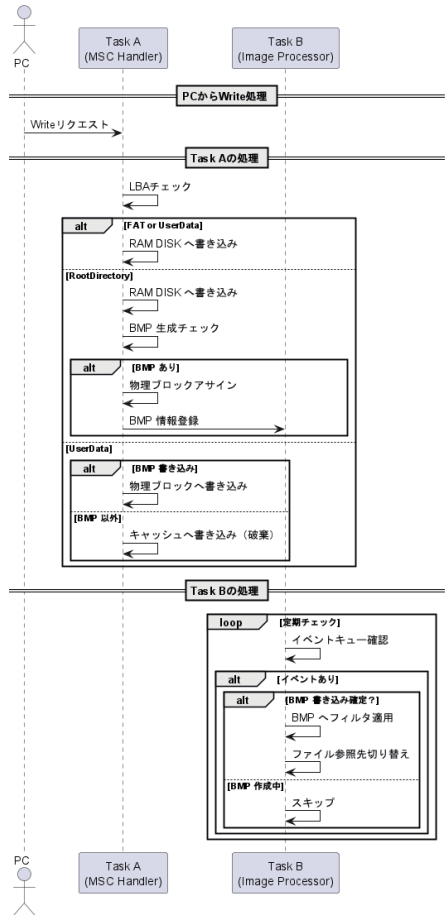 PC
Task A
(MSC Handler)
Task B
(Image Processor)
PCからWrite処理
Writeリクエスト
Task Aの処理
LBAチェック
alt [FAT or UserData]
RAM DISK へ書き込み
[RootDirectory]
RAM DISK へ書き込み
BMP 生成チェック
alt [BMP あり]
物理ブロックアサイン
BMP 情報登録
[UserData]
alt [BMP 書き込み]
物理ブロックへ書き込み
[BMP 以外]
キャッシュへ書き込み（破棄）
Task Bの処理
loop [定期チェック]
イベントキュー確認
alt [イベントあり]
alt [BMP 書き込み確定？]
BMP へフィルタ適用
ファイル参照先切り替え
[BMP 作成中]
スキップ
PC
Task A
(MSC Handler)
Task B
(Image Processor)